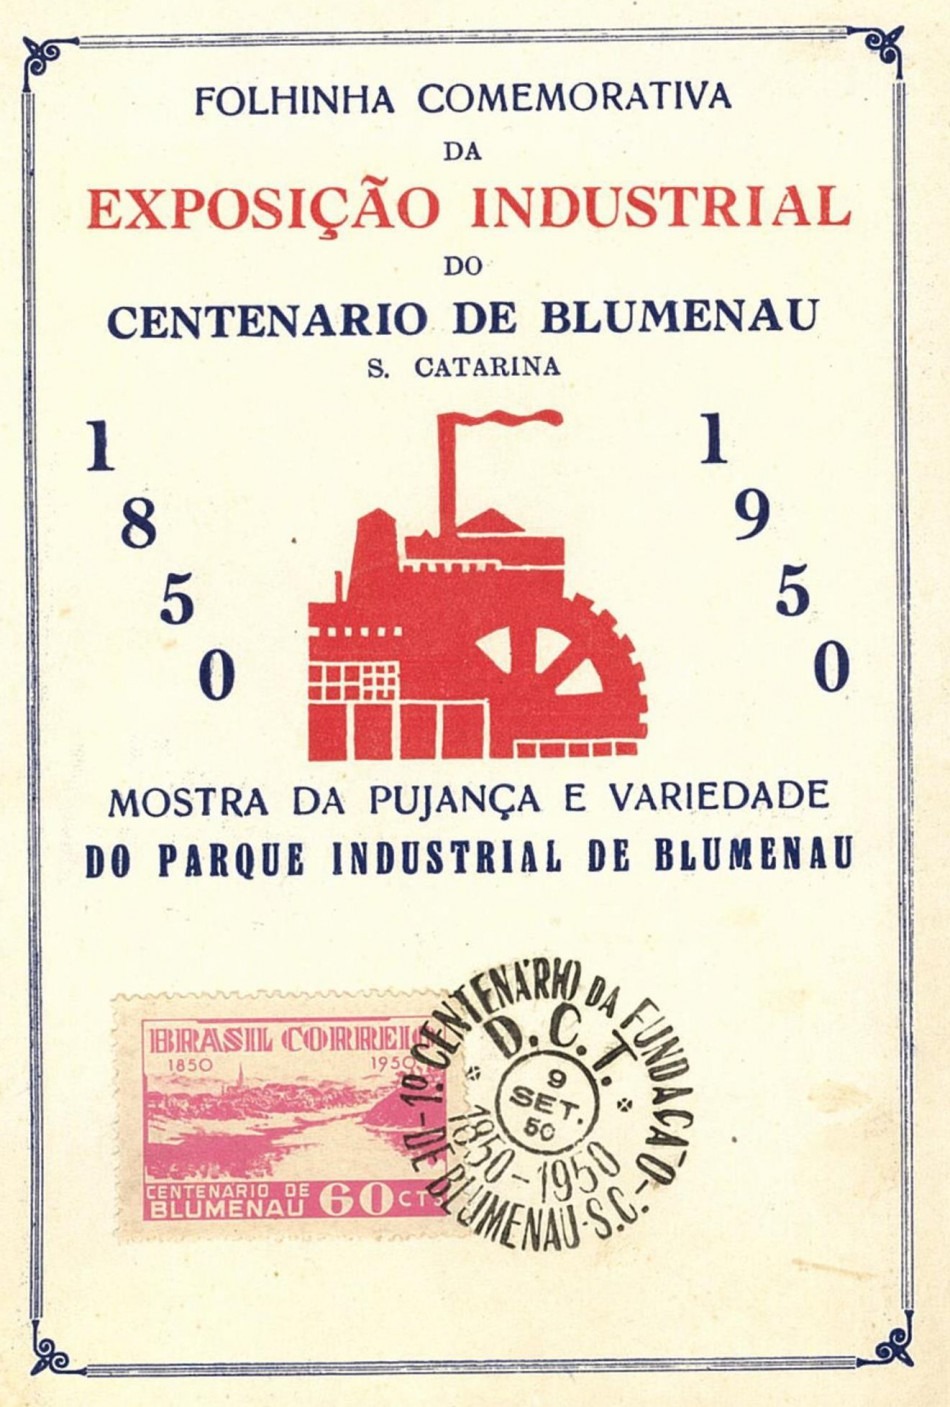 FOLHINHA COMEMORATIVA
DA
EXPOSIÇÃO INDUSTRIAL
DO
CENTENARIO DE BLUMENAU
S. CATARINA
1850
1950
MOSTRA DA PUJANÇA E VARIEDADE
DO PARQUE INDUSTRIAL DE BLUMENAU
BRASIL CORREIO
1850 1950
CENTENARIO DE
BLUMENAU 60 CTS
-1º CENTENÁRIO DA FUNDAÇÃO-
DE BLUMENAU-S.C.-
D.C.T.
9
SET.
50
1850-1950